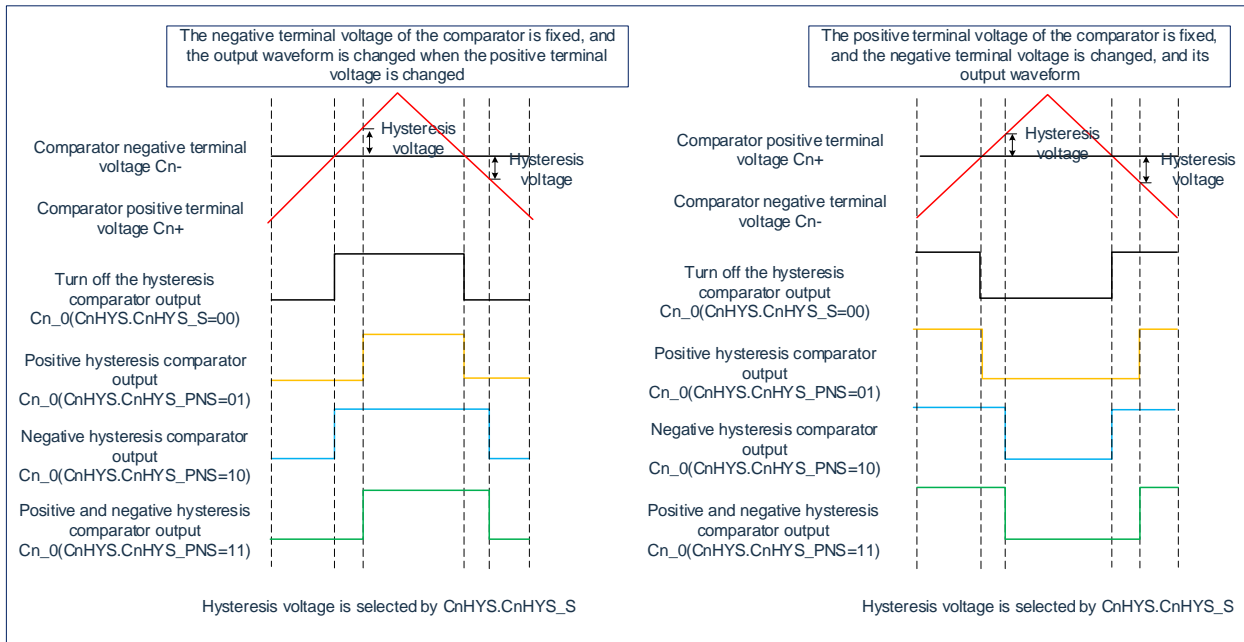 The negative terminal voltage of the comparator is fixed, and
the output waveform is changed when the positive terminal
voltage is changed
Hysteresis
voltage
Comparator negative terminal
voltage Cn-
Hysteresis
voltage
Comparator positive terminal
voltage Cn+
Turn off the hysteresis
comparator output
Cn_0(CnHYS.CnHYS_S=00)
Positive hysteresis comparator
output
Cn_0(CnHYS.CnHYS_PNS=01)
Negative hysteresis comparator
output
Cn_0(CnHYS.CnHYS_PNS=10)
Positive and negative hysteresis
comparator output
Cn_0(CnHYS.CnHYS_PNS=11)
Hysteresis voltage is selected by CnHYS.CnHYS_S
The positive terminal voltage of the comparator is fixed,
and the negative terminal voltage is changed, and its
output waveform
Hysteresis
voltage
Comparator positive terminal
voltage Cn+
Hysteresis
voltage
Comparator negative terminal
voltage Cn-
Turn off the hysteresis
comparator output
Cn_0(CnHYS.CnHYS_S=00)
Positive hysteresis comparator
output
Cn_0(CnHYS.CnHYS_PNS=01)
Negative hysteresis comparator
output
Cn_0(CnHYS.CnHYS_PNS=10)
Positive and negative hysteresis
comparator output
Cn_0(CnHYS.CnHYS_PNS=11)
Hysteresis voltage is selected by CnHYS.CnHYS_S